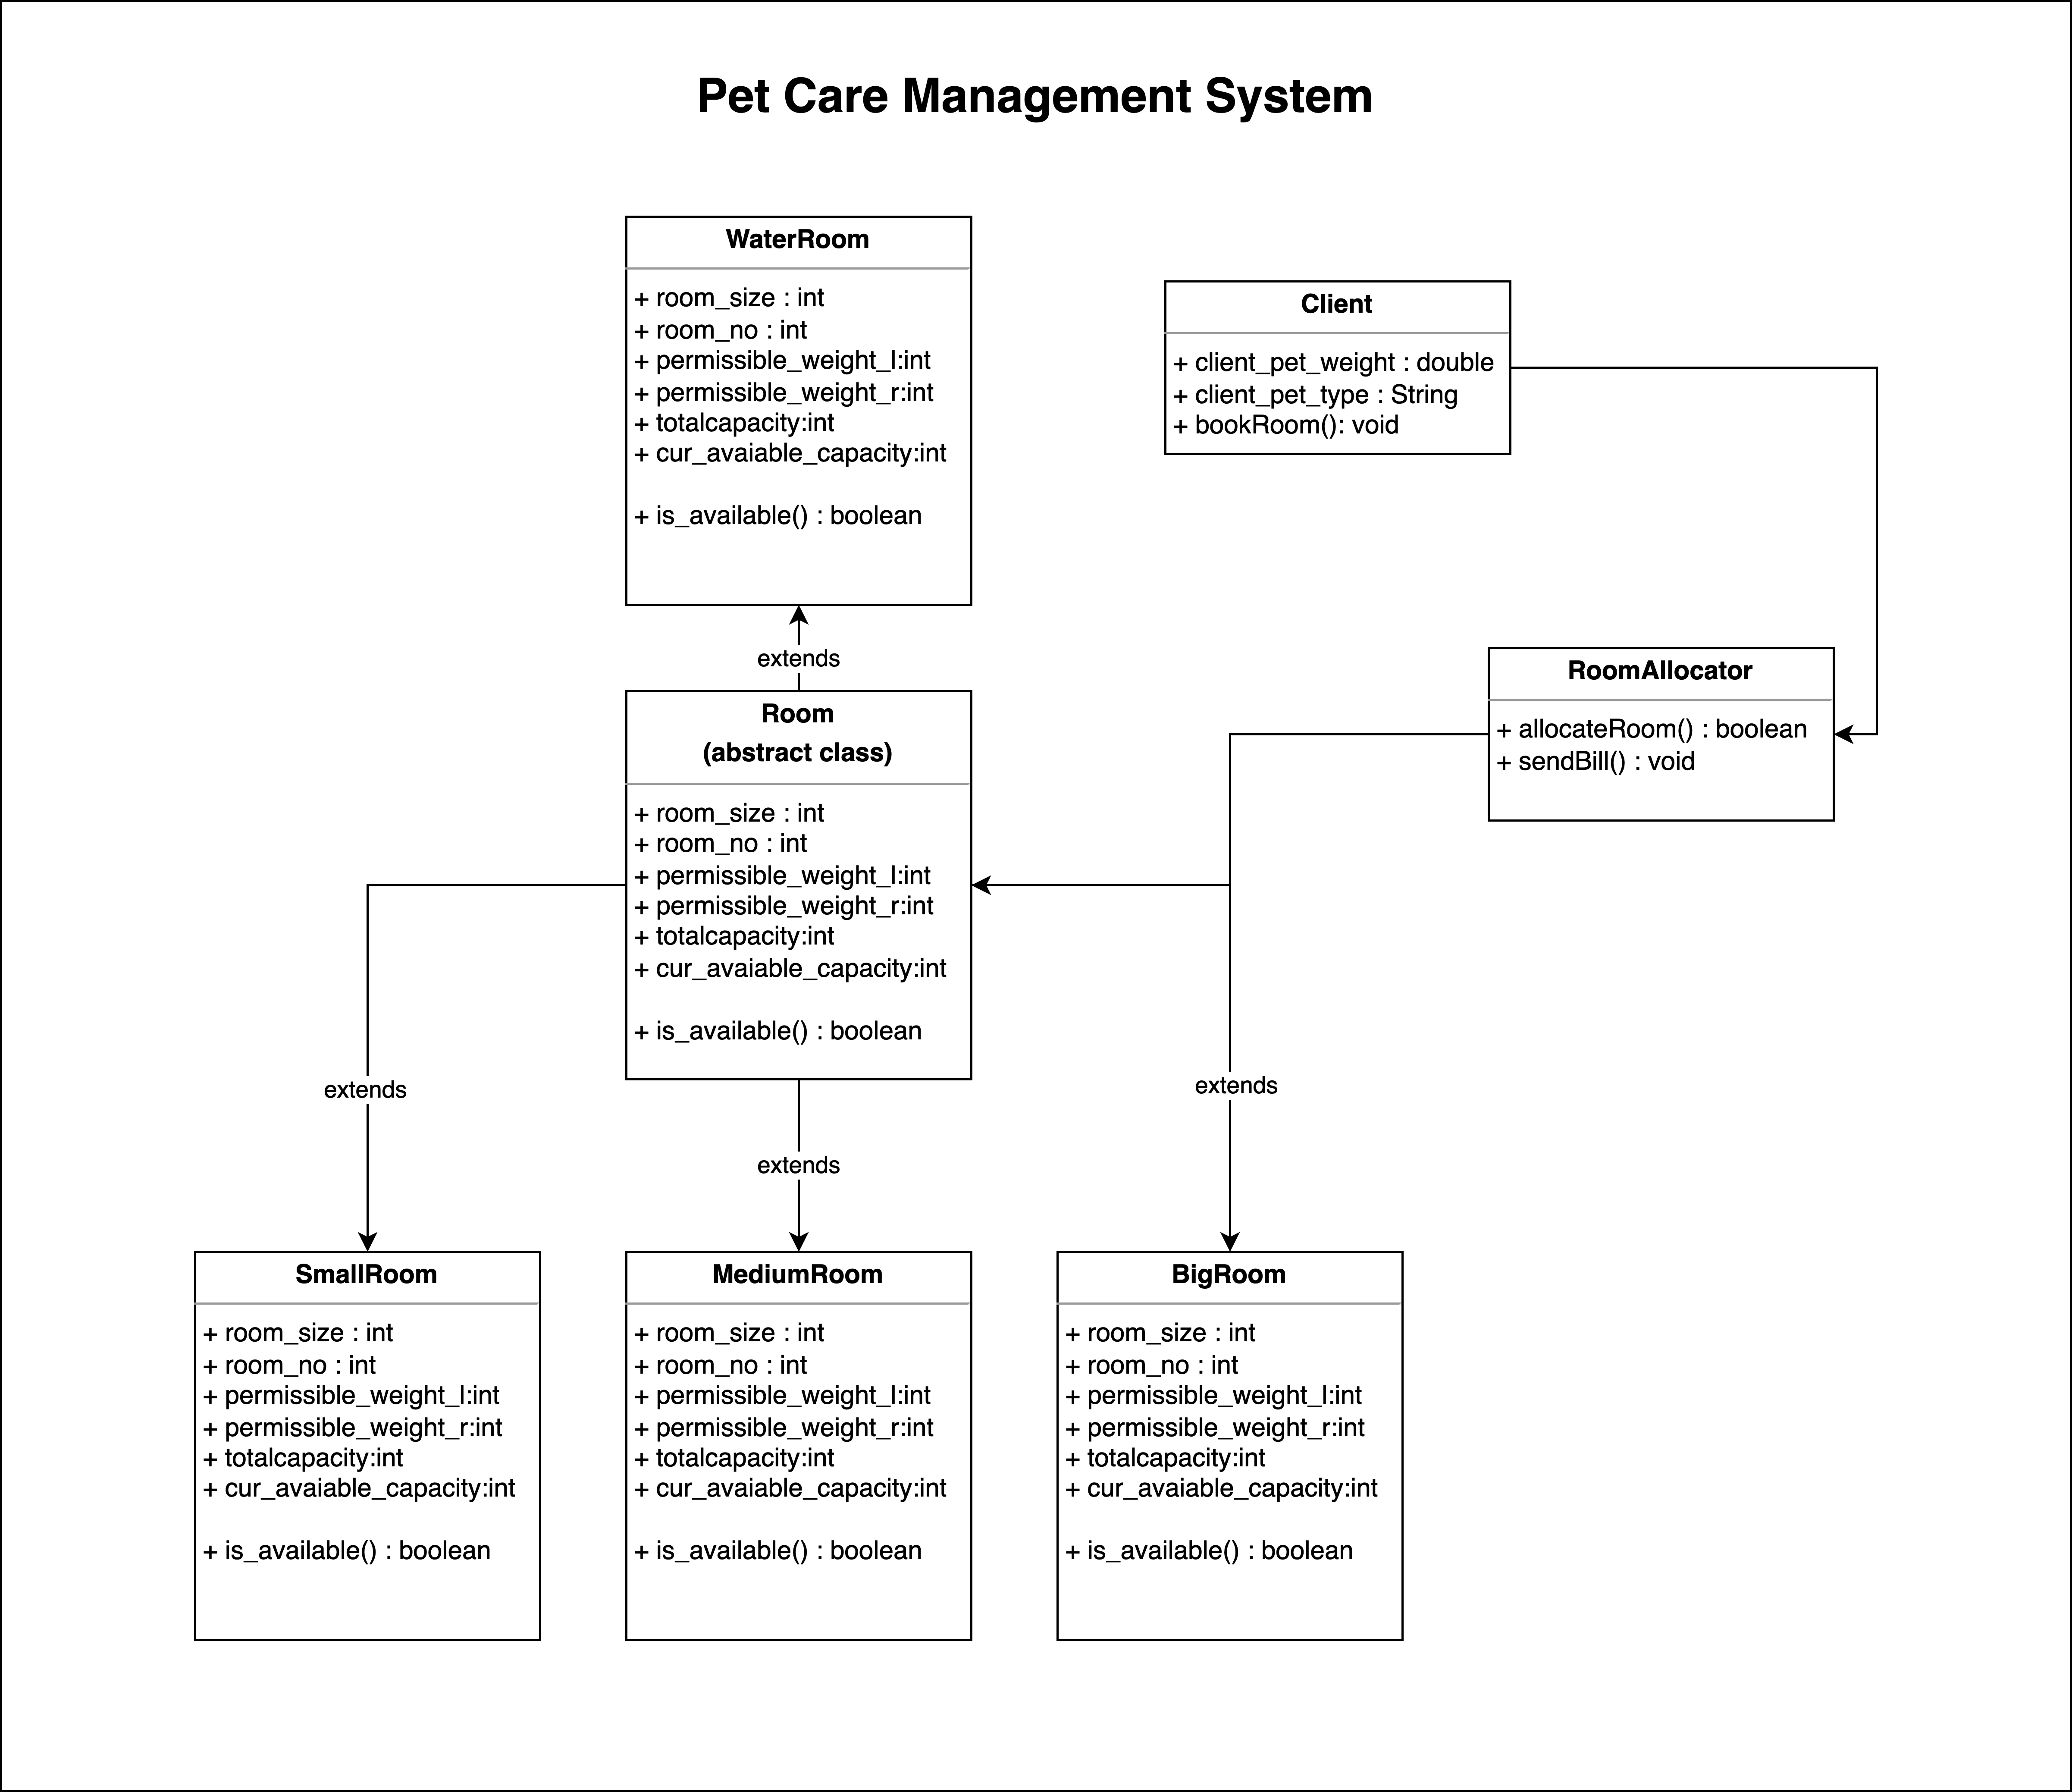 Pet Care Management System
WaterRoom
+ room_size : int
+ room_no : int
+ permissible_weight_l:int
+ permissible_weight_r:int
+ totalcapacity:int
+ cur_avaiable_capacity:int
+ is_available() : boolean
Client
+ client_pet_weight : double
+ client_pet_type : String
+ bookRoom(): void
extends
Room
(abstract class)
+ room_size : int
+ room_no : int
+ permissible_weight_l:int
+ permissible_weight_r:int
+ totalcapacity:int
+ cur_avaiable_capacity:int
+ is_available() : boolean
RoomAllocator
+ allocateRoom() : boolean
+ sendBill() : void
extends
extends
extends
SmallRoom
+ room_size : int
+ room_no : int
+ permissible_weight_l:int
+ permissible_weight_r:int
+ totalcapacity:int
+ cur_avaiable_capacity:int
+ is_available() : boolean
MediumRoom
+ room_size : int
+ room_no : int
+ permissible_weight_l:int
+ permissible_weight_r:int
+ totalcapacity:int
+ cur_avaiable_capacity:int
+ is_available() : boolean
BigRoom
+ room_size : int
+ room_no : int
+ permissible_weight_l:int
+ permissible_weight_r:int
+ totalcapacity:int
+ cur_avaiable_capacity:int
+ is_available() : boolean